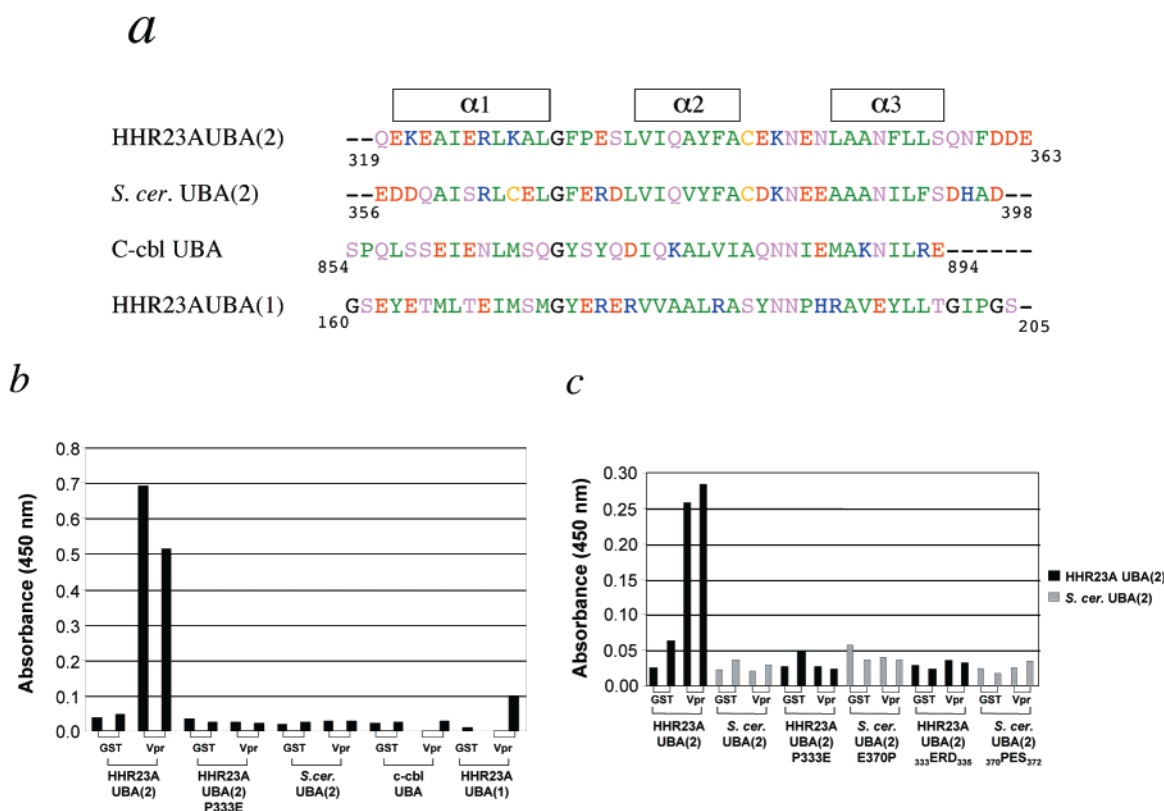 a
α1 α2 α3
HHR23AUBA(2) --QEKEAIERLKALGFPESLVIQAYFACEKNENLAANFLLSQNFDDE
319 363
S. cer. UBA(2) --EDDQAISRLCELGFERDLVIQVYFACDKNEEAAANILFSDHAD--
356 398
C-cbl UBA SPQLSSEIENLMSQGYSYQDIQKALVIAQNNIEMAKNILRE------
854 894
HHR23AUBA(1) GSEYETMLTEIMSMGYERERVVAALRASYNNPHRAVEYLLTGIPGS-
160 205
b
Absorbance (450 nm)
0.8
0.7
0.6
0.5
0.4
0.3
0.2
0.1
0.0
GST Vpr GST Vpr GST Vpr GST Vpr GST Vpr
HHR23A UBA(2)
HHR23A UBA(2) P333E
S.cer. UBA(2)
c-cbl UBA
HHR23A UBA(1)
c
Absorbance (450 nm)
0.30
0.25
0.20
0.15
0.10
0.05
0.00
GST Vpr GST Vpr GST Vpr GST Vpr GST Vpr GST Vpr
HHR23A UBA(2)
S. cer. UBA(2)
HHR23A UBA(2) P333E
S. cer. UBA(2) E370P
HHR23A UBA(2) 333ERD335
S. cer. UBA(2) 370PES372
HHR23A UBA(2)
S. cer. UBA(2)